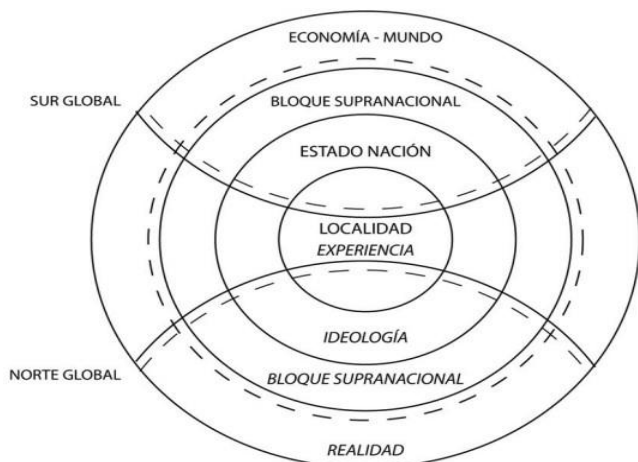 ECONOMÍA - MUNDO
SUR GLOBAL
BLOQUE SUPRANACIONAL
ESTADO NACIÓN
LOCALIDAD
EXPERIENCIA
IDEOLOGÍA
NORTE GLOBAL
BLOQUE SUPRANACIONAL
REALIDAD